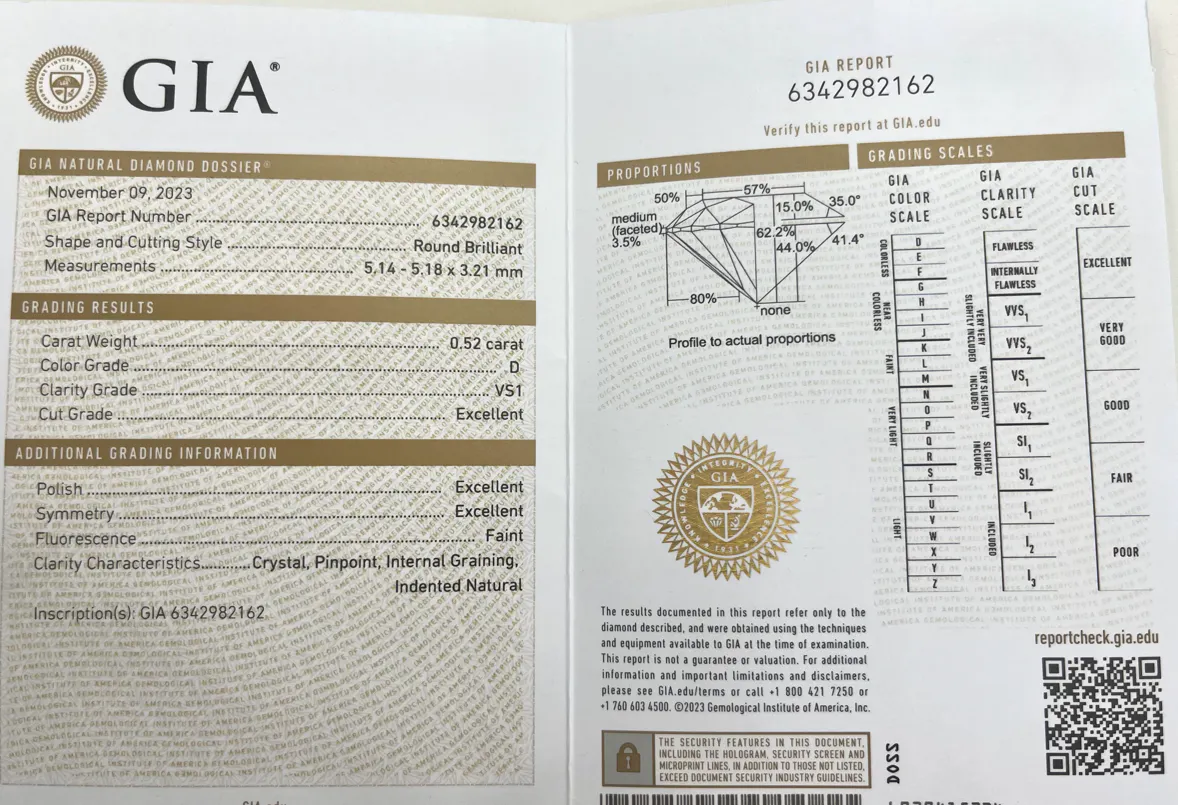 GIA®
GIA NATURAL DIAMOND DOSSIER®
November 09, 2023
GIA Report Number 6342982162
Shape and Cutting Style Round Brilliant
Measurements 5.14 - 5.18 x 3.21 mm
GRADING RESULTS
Carat Weight 0.52 carat
Color Grade D
Clarity Grade VS1
Cut Grade Excellent
ADDITIONAL GRADING INFORMATION
Polish Excellent
Symmetry Excellent
Fluorescence Faint
Clarity Characteristics Crystal, Pinpoint, Internal Graining,
Indented Natural
Inscription(s): GIA 6342982162
GIA REPORT
6342982162
Verify this report at GIA.edu
PROPORTIONS
50%
57%
15.0%
35.0°
medium
(faceted)
3.5%
62.2%
44.0%
41.4°
80%
none
Profile to actual proportions
INTEGRITY
KNOWLEDGE
EXCELLENCE
GIA
1931
The results documented in this report refer only to the
diamond described, and were obtained using the techniques
and equipment available to GIA at the time of examination.
This report is not a guarantee or valuation. For additional
information and important limitations and disclaimers,
please see GIA.edu/terms or call +1 800 421 7250 or
+1 760 603 4500. ©2023 Gemological Institute of America, Inc.
THE SECURITY FEATURES IN THIS DOCUMENT,
INCLUDING THE HOLOGRAM, SECURITY SCREEN AND
MICROPRINT LINES, IN ADDITION TO THOSE NOT LISTED,
EXCEED DOCUMENT SECURITY INDUSTRY GUIDELINES.
GRADING SCALES
GIA
COLOR
SCALE
COLORLESS
D
E
F
NEAR
COLORLESS
G
H
I
J
FAINT
K
L
M
VERY LIGHT
N
O
P
Q
R
LIGHT
S
T
U
V
W
X
Y
Z
GIA
CLARITY
SCALE
FLAWLESS
INTERNALLY
FLAWLESS
VERY VERY
SLIGHTLY INCLUDED
VVS1
VVS2
VERY SLIGHTLY
INCLUDED
VS1
VS2
SLIGHTLY
INCLUDED
SI1
SI2
INCLUDED
I1
I2
I3
GIA
CUT
SCALE
EXCELLENT
VERY
GOOD
GOOD
FAIR
POOR
reportcheck.gia.edu